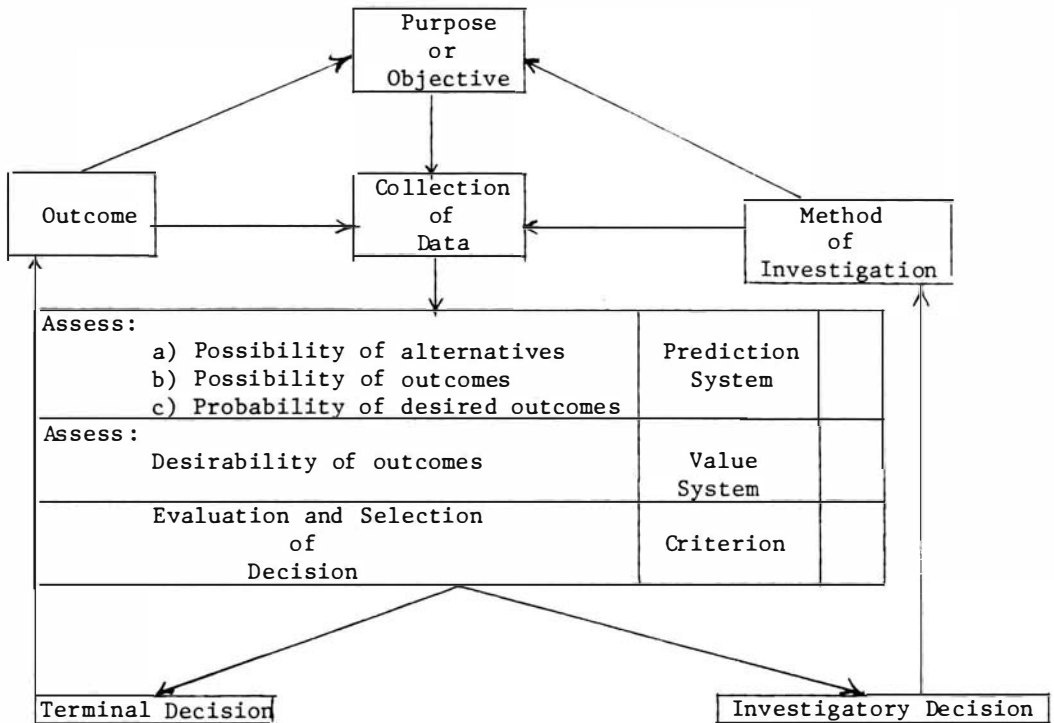 Purpose
or
Objective
Outcome
Collection
of
Data
Method
of
Investigation
Assess:
a) Possibility of alternatives
b) Possibility of outcomes
c) Probability of desired outcomes
Prediction
System
Assess:
Desirability of outcomes
Value
System
Evaluation and Selection
of
Decision
Criterion
Terminal Decision
Investigatory Decision